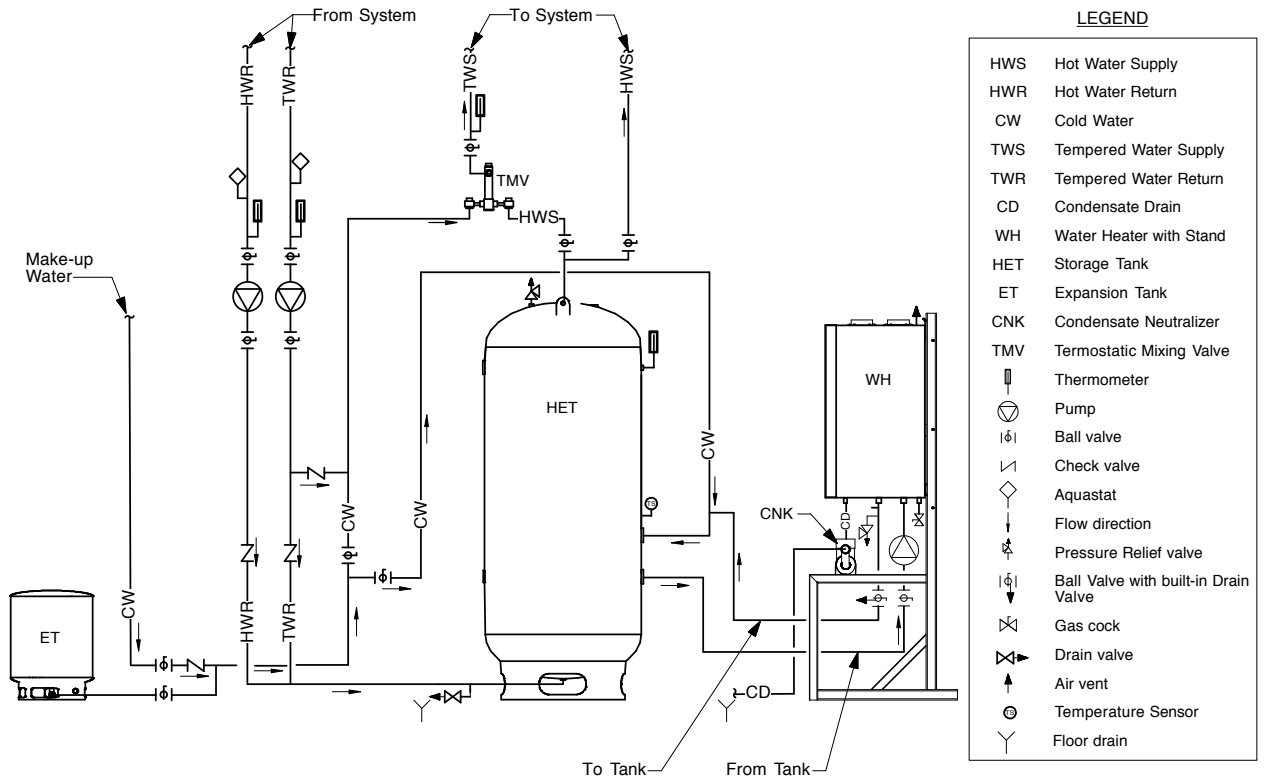 From System
To System
HWR
TWR
TWS
HWS
TMV
HWS
Make-up
Water
WH
HET
CW
CW
CW
CNK
CD
TS
CW
HWR
TWR
ET
CD
To Tank
From Tank
LEGEND
HWS Hot Water Supply
HWR Hot Water Return
CW Cold Water
TWS Tempered Water Supply
TWR Tempered Water Return
CD Condensate Drain
WH Water Heater with Stand
HET Storage Tank
ET Expansion Tank
CNK Condensate Neutralizer
TMV Termostatic Mixing Valve
Thermometer
Pump
Ball valve
Check valve
Aquastat
Flow direction
Pressure Relief valve
Ball Valve with built-in Drain
Valve
Gas cock
Drain valve
Air vent
TS Temperature Sensor
Floor drain